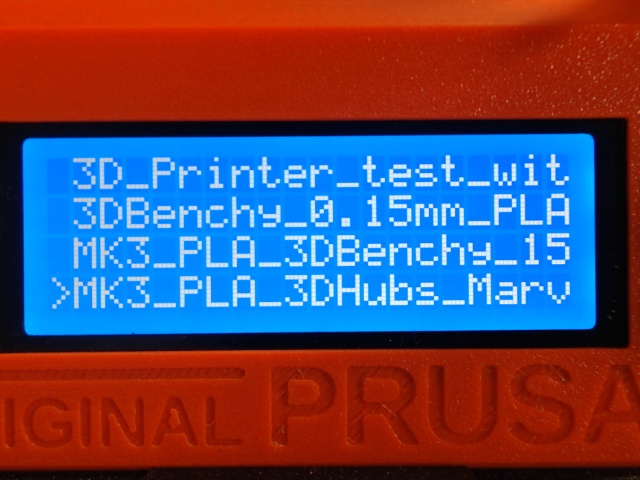 3D_Printer_test_wit
3DBenchy_0.15mm_PLA
MK3_PLA_3DBenchy_15
>MK3_PLA_3DHubs_Marv
IGINAL PRUSA